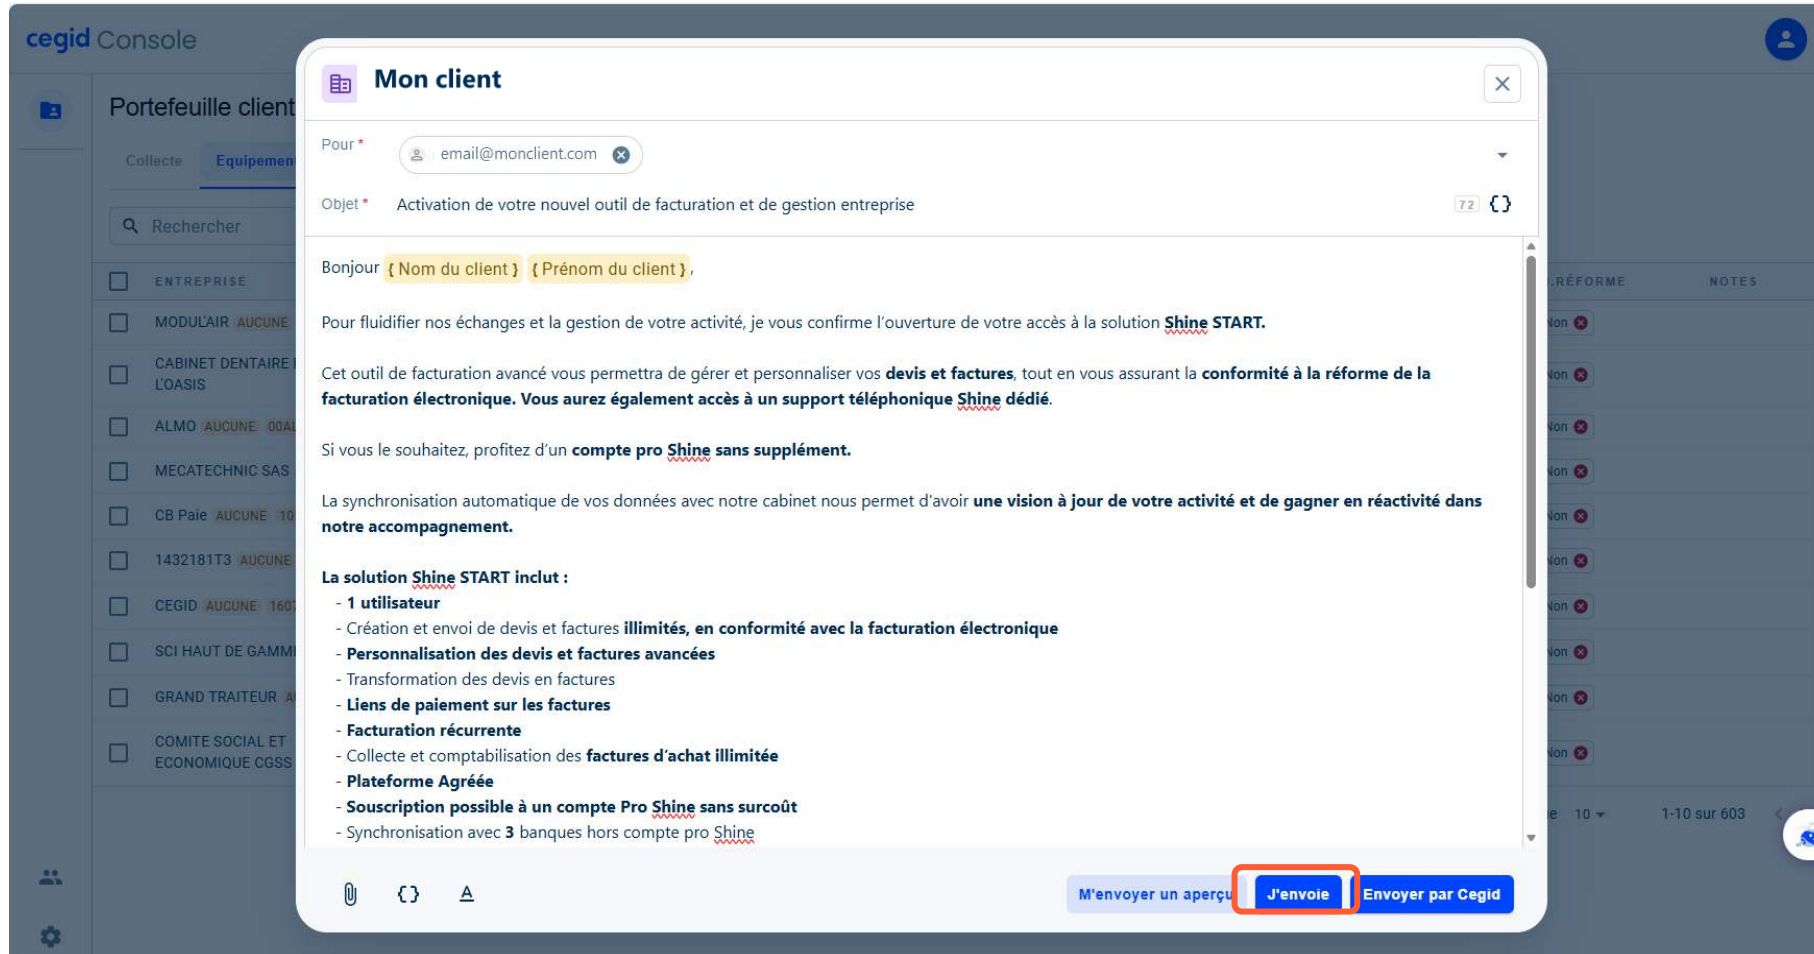 cegid Console
Mon client
Portefeuille client
Pour *
email@monclient.com
Collecte
Equipemen
Objet *
Activation de votre nouvel outil de facturation et de gestion entreprise
72 {}
Rechercher
Bonjour { Nom du client } { Prénom du client } ,
ENTREPRISE
.RÉFORME
NOTES
MODUL'AIR AUCUNE
Pour fluidifier nos échanges et la gestion de votre activité, je vous confirme l'ouverture de votre accès à la solution Shine START.
Non
CABINET DENTAIRE
L'OASIS
Cet outil de facturation avancé vous permettra de gérer et personnaliser vos devis et factures, tout en vous assurant la conformité à la réforme de la
facturation électronique. Vous aurez également accès à un support téléphonique Shine dédié.
Non
ALMO AUCUNE 00AL
Non
Si vous le souhaitez, profitez d'un compte pro Shine sans supplément.
MECATECHNIC SAS
Non
La synchronisation automatique de vos données avec notre cabinet nous permet d'avoir une vision à jour de votre activité et de gagner en réactivité dans
notre accompagnement.
CB Paie AUCUNE 10
Non
1432181T3 AUCUNE
Non
La solution Shine START inclut :
- 1 utilisateur
CEGID AUCUNE 1607
Non
- Création et envoi de devis et factures illimités, en conformité avec la facturation électronique
- Personnalisation des devis et factures avancées
SCI HAUT DE GAMM
Non
- Transformation des devis en factures
- Liens de paiement sur les factures
GRAND TRAITEUR
Non
- Facturation récurrente
- Collecte et comptabilisation des factures d'achat illimitée
COMITE SOCIAL ET
ECONOMIQUE CGSS
Non
- Plateforme Agréée
- Souscription possible à un compte Pro Shine sans surcoût
- Synchronisation avec 3 banques hors compte pro Shine
e 10
1-10 sur 603
{}
A
M'envoyer un aperçu
J'envoie
Envoyer par Cegid